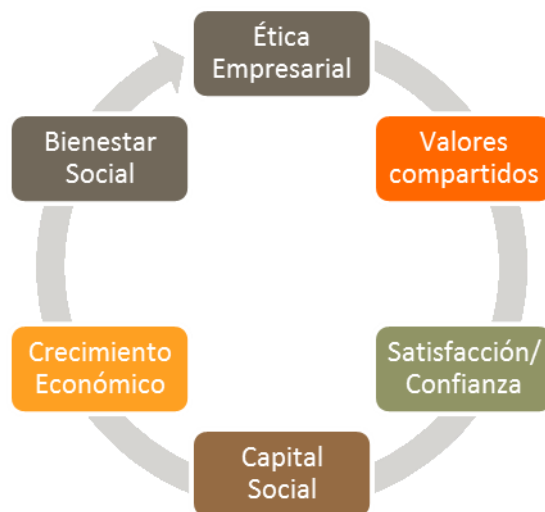 Ética
Empresarial
Valores
compartidos
Satisfacción/
Confianza
Capital
Social
Crecimiento
Económico
Bienestar
Social